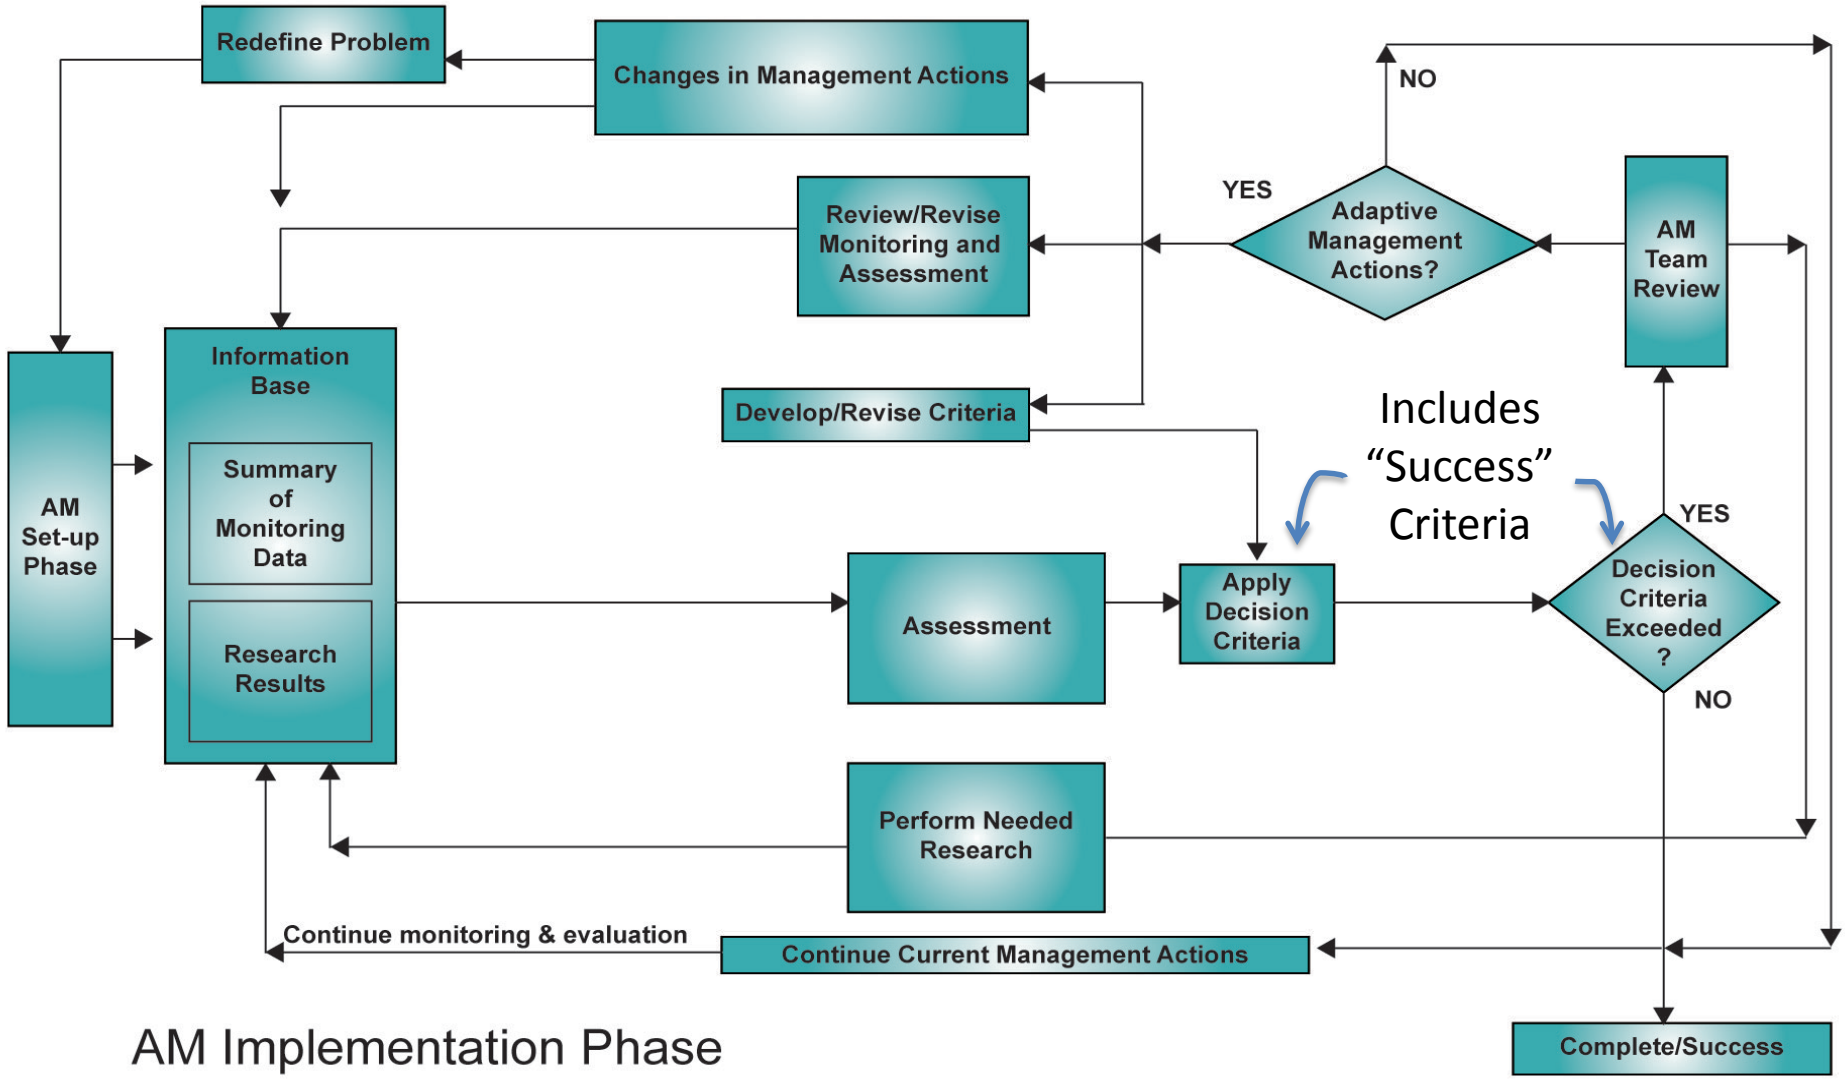 Redefine Problem
Changes in Management Actions
NO
YES
Review/Revise
Monitoring and
Assessment
Adaptive
Management
Actions?
AM
Team
Review
Information
Base
Develop/Revise Criteria
Includes
“Success”
Criteria
Summary
of
Monitoring
Data
AM
Set-up
Phase
YES
Apply
Decision
Criteria
Decision
Criteria
Exceeded
?
Assessment
Research
Results
NO
Perform Needed
Research
Continue monitoring & evaluation
Continue Current Management Actions
AM Implementation Phase
Complete/Success